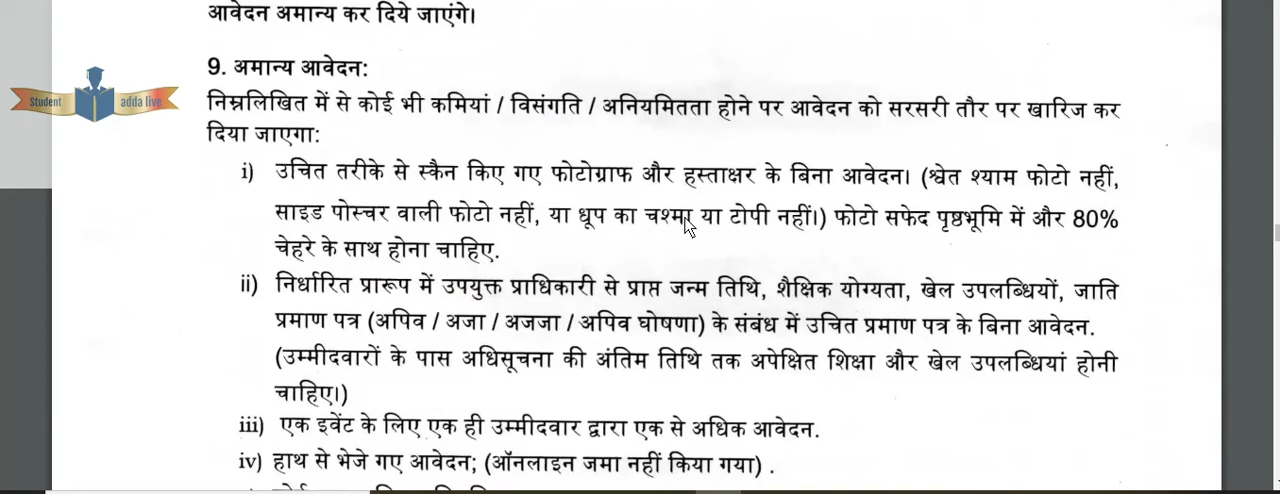 आवेदन अमान्य कर दिये जाएंगे।
9. अमान्य आवेदन:
Student adda live
निम्नलिखित में से कोई भी कमियां / विसंगति / अनियमितता होने पर आवेदन को सरसरी तौर पर खारिज कर
दिया जाएगा:
i) उचित तरीके से स्कैन किए गए फोटोग्राफ और हस्ताक्षर के बिना आवेदन। (श्वेत श्याम फोटो नहीं,
साइड पोस्चर वाली फोटो नहीं, या धूप का चश्मा या टोपी नहीं।) फोटो सफेद पृष्ठभूमि में और 80%
चेहरे के साथ होना चाहिए.
ii) निर्धारित प्रारूप में उपयुक्त प्राधिकारी से प्राप्त जन्म तिथि, शैक्षिक योग्यता, खेल उपलब्धियों, जाति
प्रमाण पत्र (अपिव / अजा / अजजा / अपिव घोषणा) के संबंध में उचित प्रमाण पत्र के बिना आवेदन.
(उम्मीदवारों के पास अधिसूचना की अंतिम तिथि तक अपेक्षित शिक्षा और खेल उपलब्धियां होनी
चाहिए।)
iii) एक इवेंट के लिए एक ही उम्मीदवार द्वारा एक से अधिक आवेदन.
iv) हाथ से भेजे गए आवेदन; (ऑनलाइन जमा नहीं किया गया) .